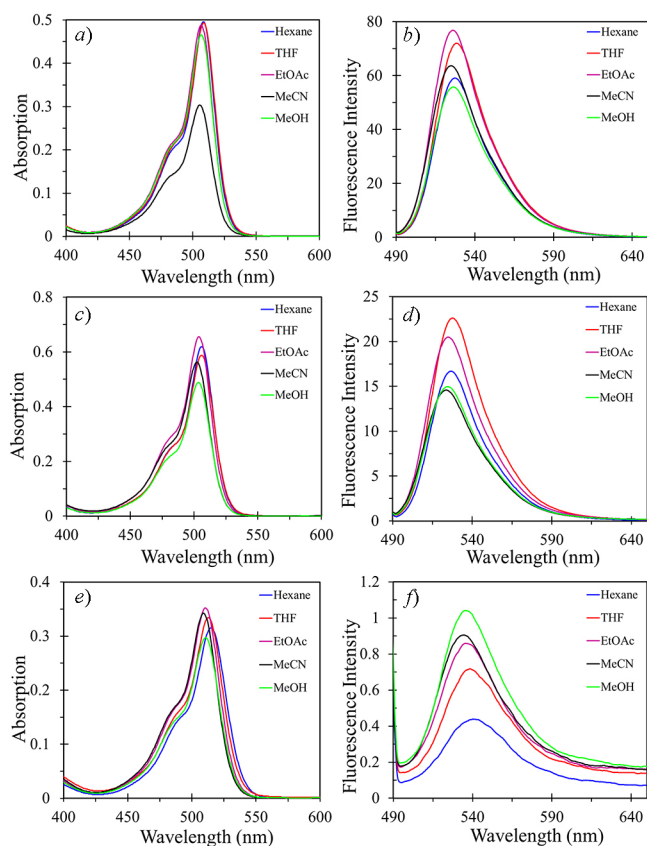 a)
Absorption
0.5
0.4
0.3
0.2
0.1
0
400 450 500 550 600
Wavelength (nm)
Hexane
THF
EtOAc
MeCN
MeOH
b)
Fluorescence Intensity
80
60
40
20
0
490 540 590 640
Wavelength (nm)
Hexane
THF
EtOAc
MeCN
MeOH
c)
Absorption
0.8
0.6
0.4
0.2
0
400 450 500 550 600
Wavelength (nm)
Hexane
THF
EtOAc
MeCN
MeOH
d)
Fluorescence Intensity
25
20
15
10
5
0
490 540 590 640
Wavelength (nm)
Hexane
THF
EtOAc
MeCN
MeOH
e)
Absorption
0.4
0.3
0.2
0.1
0
400 450 500 550 600
Wavelength (nm)
Hexane
THF
EtOAc
MeCN
MeOH
f)
Fluorescence Intensity
1.2
1
0.8
0.6
0.4
0.2
0
490 540 590 640
Wavelength (nm)
Hexane
THF
EtOAc
MeCN
MeOH